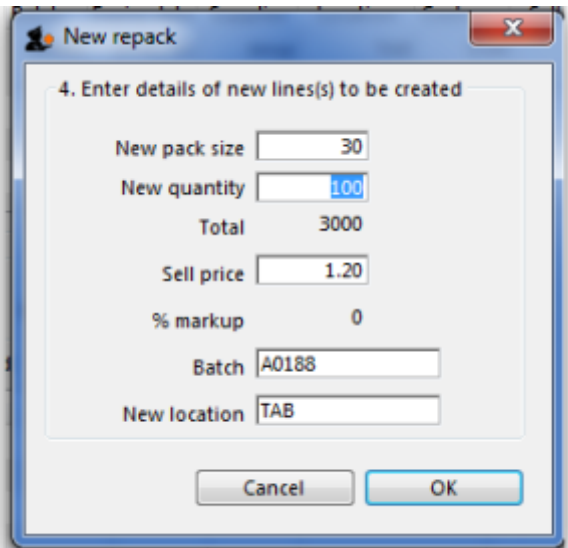 New repack
4. Enter details of new lines(s) to be created
New pack size 30
New quantity 100
Total 3000
Sell price 1.20
% markup 0
Batch A0188
New location TAB
Cancel OK